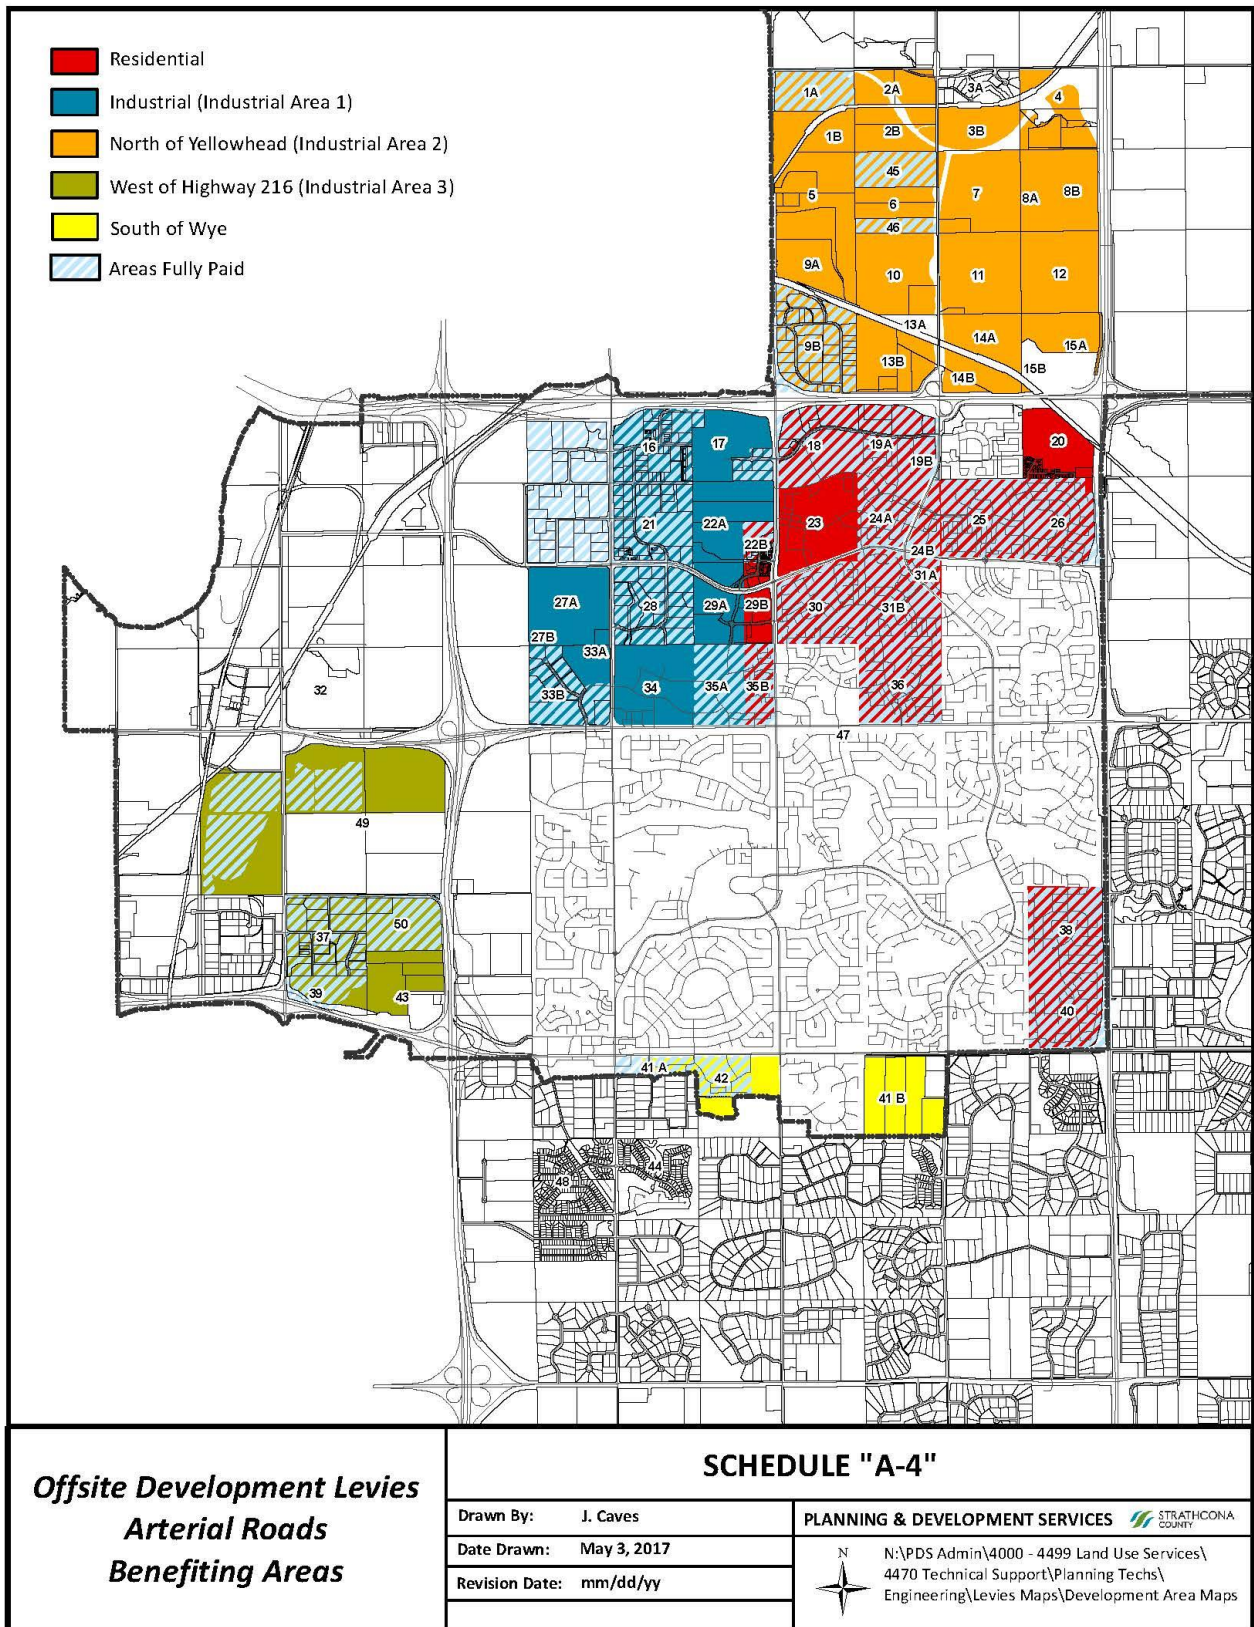 Residential
Industrial (Industrial Area 1)
North of Yellowhead (Industrial Area 2)
West of Highway 216 (Industrial Area 3)
South of Wye
Areas Fully Paid
1A
2A
3A
4
1B
2B
3B
45
5
6
7
8A
8B
46
9A
10
11
12
13A
14A
15A
9B
13B
14B
15B
16
17
18
19A
19B
20
21
22A
22B
23
24A
24B
25
26
27A
27B
28
29A
29B
30
31A
31B
32
33A
33B
34
35A
35B
36
47
49
37
50
38
39
43
40
41 A
42
41 B
44
48
Offsite Development Levies
Arterial Roads
Benefiting Areas
SCHEDULE "A-4"
Drawn By: J. Caves
Date Drawn: May 3, 2017
Revision Date: mm/dd/yy
PLANNING & DEVELOPMENT SERVICES
STRATHCONA
COUNTY
N
N:\PDS Admin\4000 - 4499 Land Use Services\
4470 Technical Support\Planning Techs\
Engineering\Levies Maps\Development Area Maps